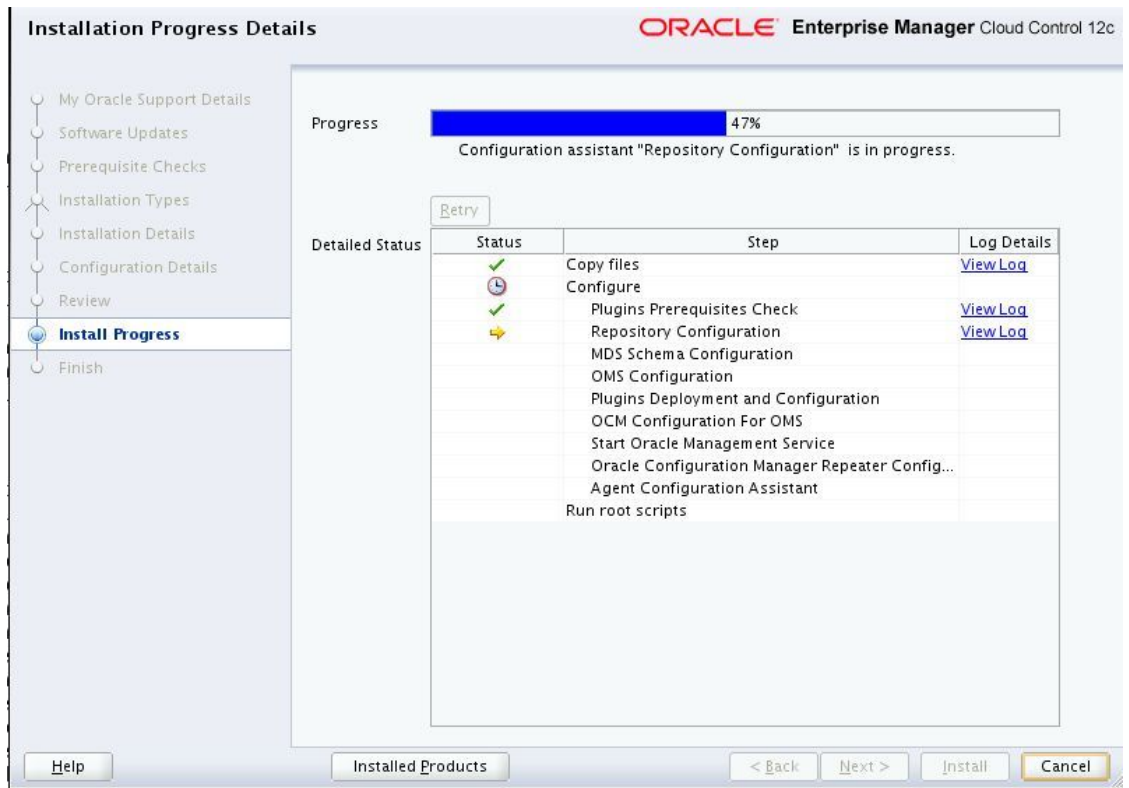 Installation Progress Details
ORACLE Enterprise Manager Cloud Control 12c
My Oracle Support Details
Software Updates
Prerequisite Checks
Installation Types
Installation Details
Configuration Details
Review
Install Progress
Finish
Progress
47%
Configuration assistant "Repository Configuration" is in progress.
Retry
Detailed Status
Status Step Log Details
Copy files View Log
Configure
Plugins Prerequisites Check View Log
Repository Configuration View Log
MDS Schema Configuration
OMS Configuration
Plugins Deployment and Configuration
OCM Configuration For OMS
Start Oracle Management Service
Oracle Configuration Manager Repeater Config...
Agent Configuration Assistant
Run root scripts
Help Installed Products < Back Next > Install Cancel